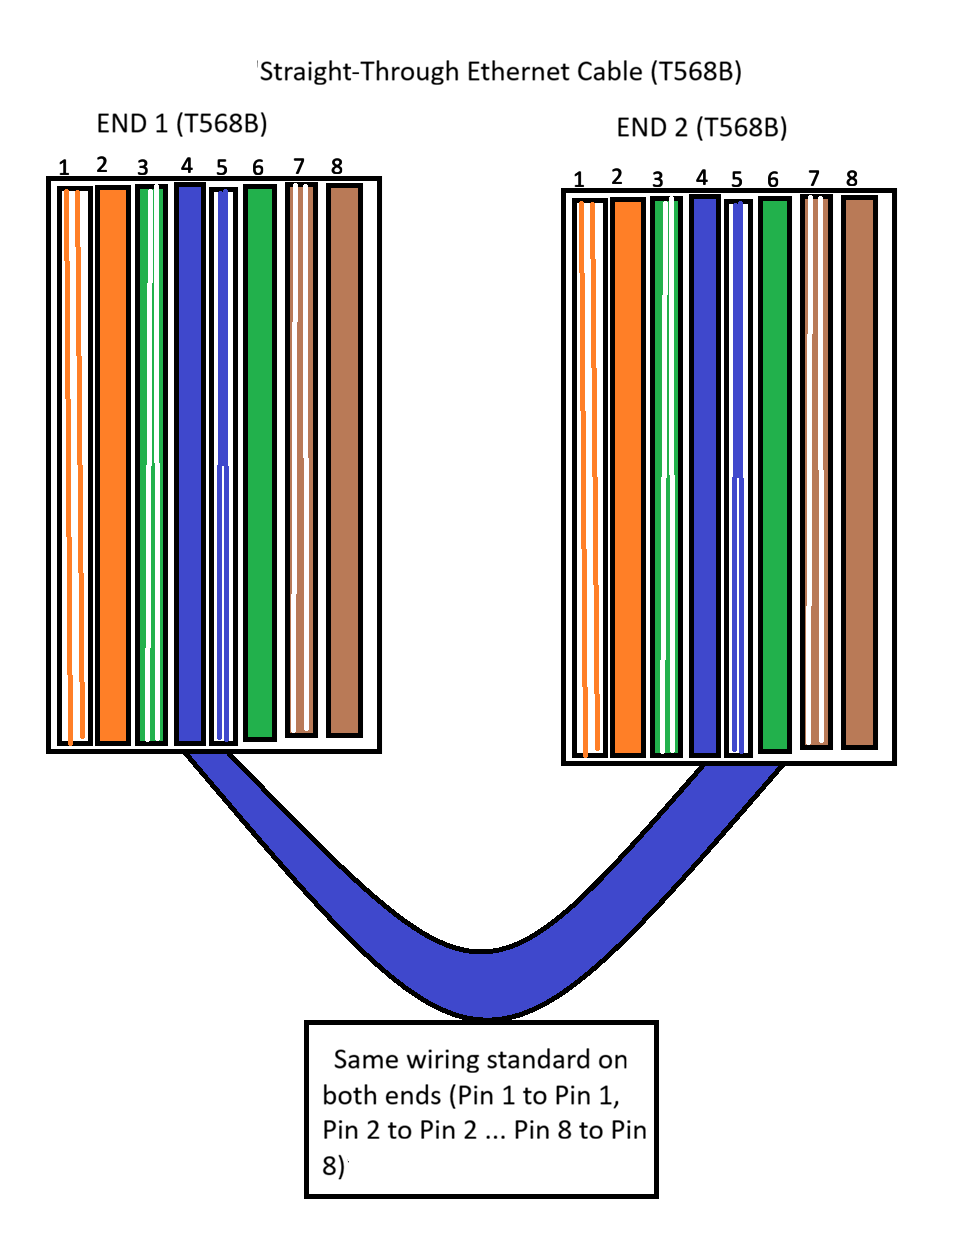 Straight-Through Ethernet Cable (T568B)
END 1 (T568B)
END 2 (T568B)
1 2 3 4 5 6 7 8
1 2 3 4 5 6 7 8
Same wiring standard on
both ends (Pin 1 to Pin 1,
Pin 2 to Pin 2 ... Pin 8 to Pin
8)